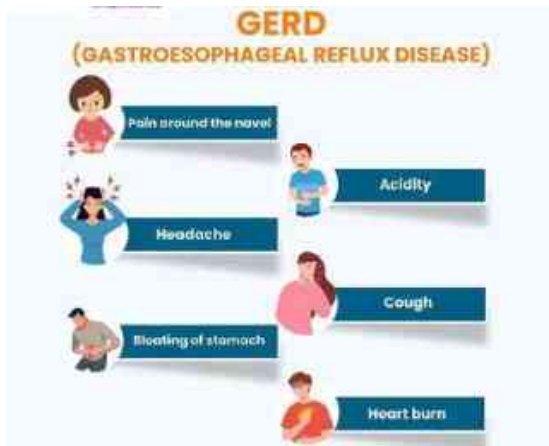 GERD
(GASTROESOPHAGEAL REFLUX DISEASE)
Pain around the navel
Acidity
Headache
Cough
Bloating of stomach
Heart burn